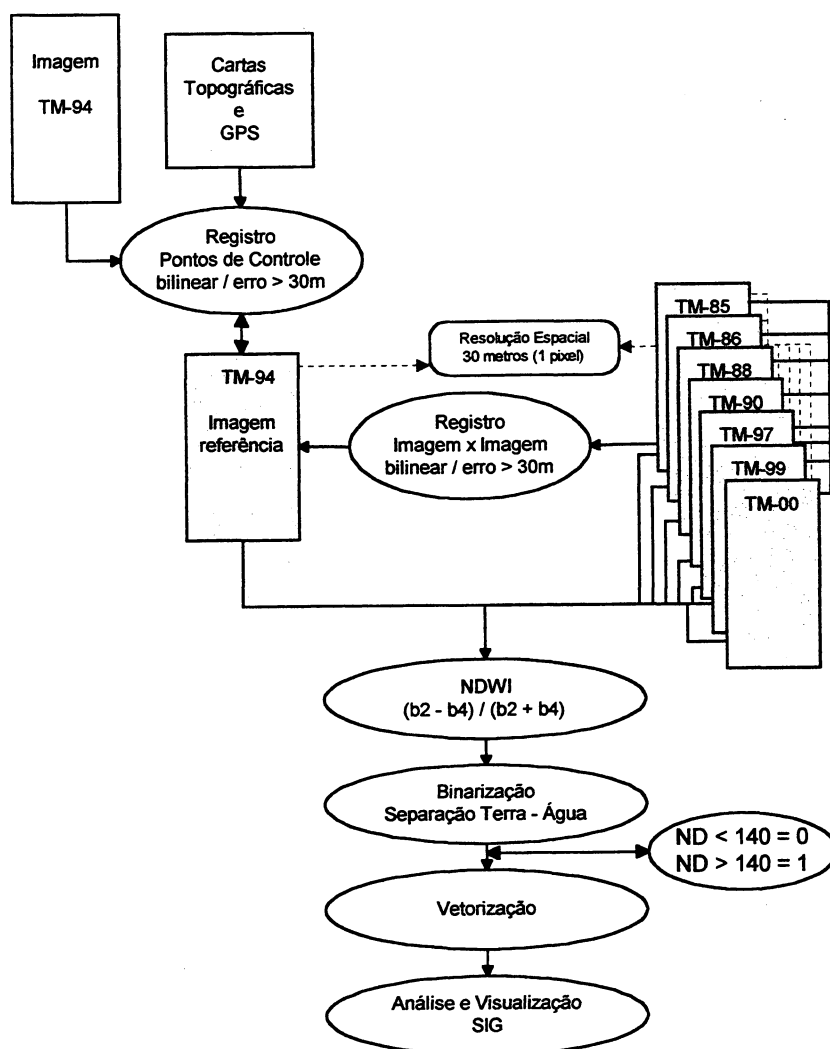 Imagem
TM-94
Cartas
Topográficas
e
GPS
Registro
Pontos de Controle
bilinear / erro > 30m
TM-94
Imagem
referência
Resolução Espacial
30 metros (1 pixel)
Registro
Imagem x Imagem
bilinear / erro > 30m
TM-85
TM-86
TM-88
TM-90
TM-97
TM-99
TM-00
NDWI
(b2 - b4) / (b2 + b4)
Binarização
Separação Terra - Água
ND < 140 = 0
ND > 140 = 1
Vetorização
Análise e Visualização
SIG